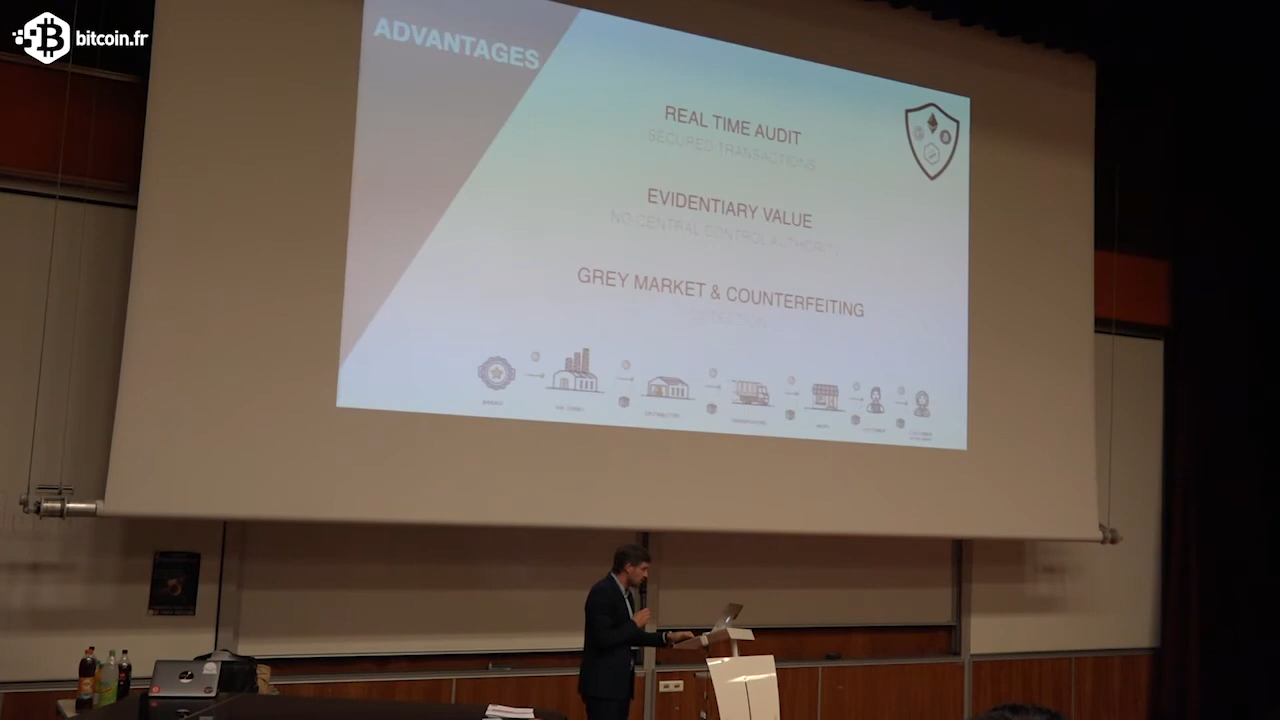 bitcoin.fr
ADVANTAGES
REAL TIME AUDIT
SECURED TRANSACTIONS
EVIDENTIARY VALUE
NO CENTRAL CONTROL AUTHORITY
GREY MARKET & COUNTERFEITING